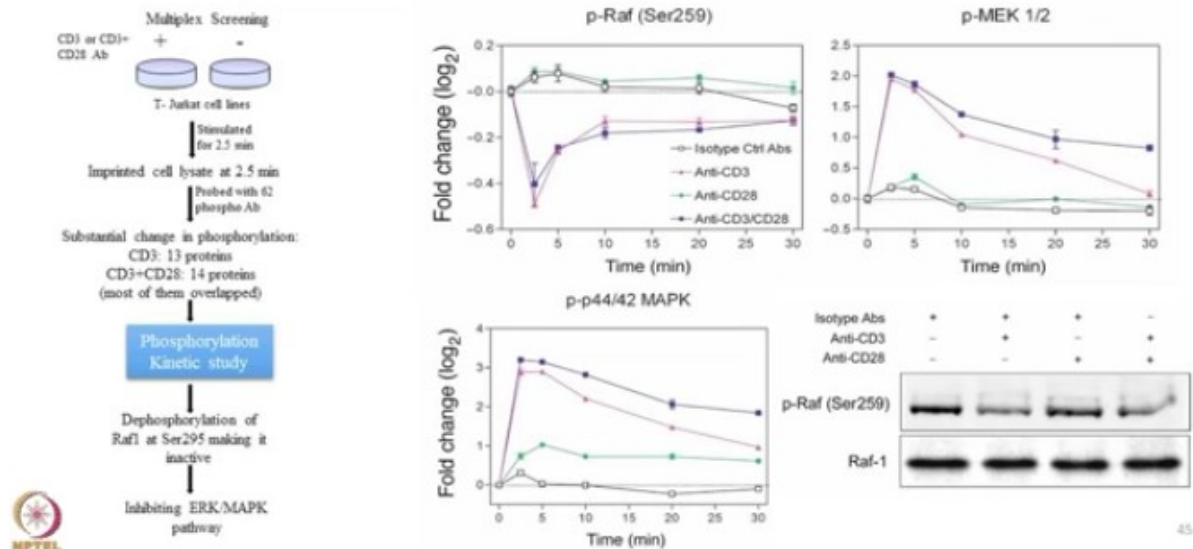 Multiplex Screening
CD3 or CD3+
CD28 Ab
+ -
T- Jurkat cell lines
Stimulated
for 2.5 min
Imprinted cell lysate at 2.5 min
Probed with 62
phospho Ab
Substantial change in phosphorylation:
CD3: 13 proteins
CD3+CD28: 14 proteins
(most of them overlapped)
Phosphorylation
Kinetic study
Dephosphorylation of
Raf1 at Ser295 making it
inactive
Inhibiting ERK/MAPK
pathway
NPTEL
p-Raf (Ser259)
Fold change (log2)
0.2
-0.0
-0.2
-0.4
-0.6
Isotype Ctrl Abs
Anti-CD3
Anti-CD28
Anti-CD3/CD28
0 5 10 15 20 25 30
Time (min)
p-MEK 1/2
Fold change (log2)
2.5
2.0
1.5
1.0
0.5
0.0
-0.5
0 5 10 15 20 25 30
Time (min)
p-p44/42 MAPK
Fold change (log2)
4
3
2
1
0
0 5 10 15 20 25 30
Time (min)
Isotype Abs + + + -
Anti-CD3 - + - +
Anti-CD28 - - + +
p-Raf (Ser259)
Raf-1
45